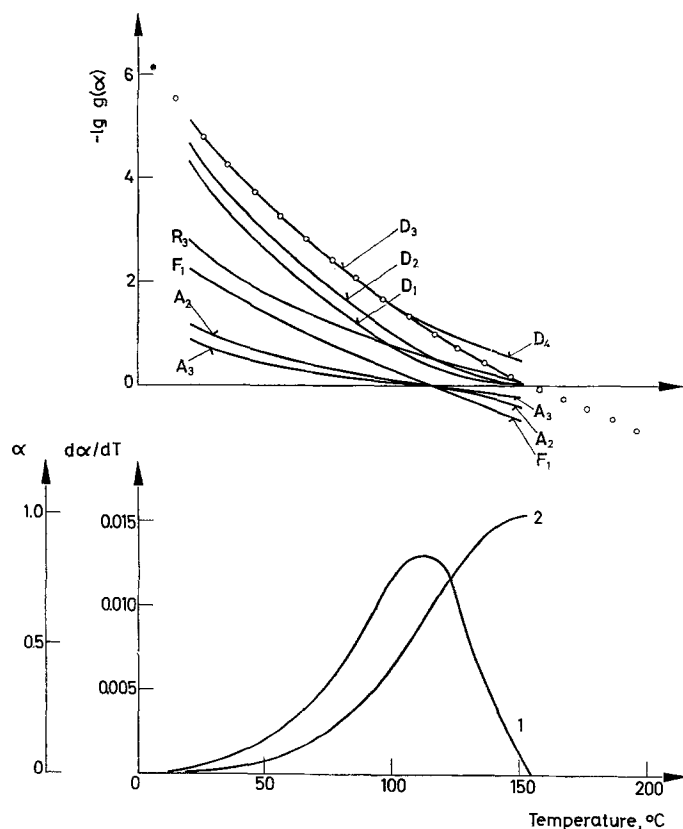 6
-lg g(α)
4
D₃
R₃
F₁
D₂
2
D₁
A₂
D₄
A₃
0
A₃
A₂
F₁
α
dα/dT
1.0
0.015
2
0.010
0.5
0.005
1
0
0
50
100
150
200
Temperature, °C